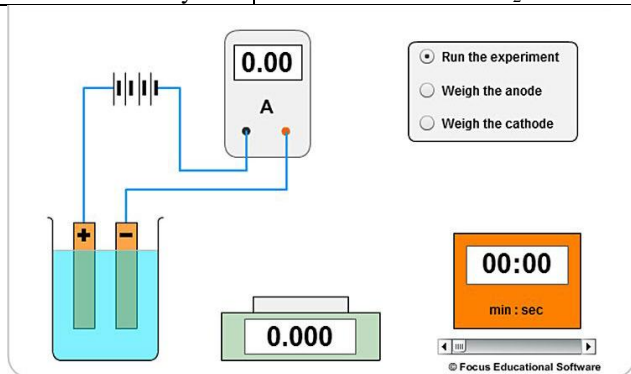 0.00
A
Run the experiment
Weigh the anode
Weigh the cathode
+ −
00:00
min : sec
0.000
© Focus Educational Software